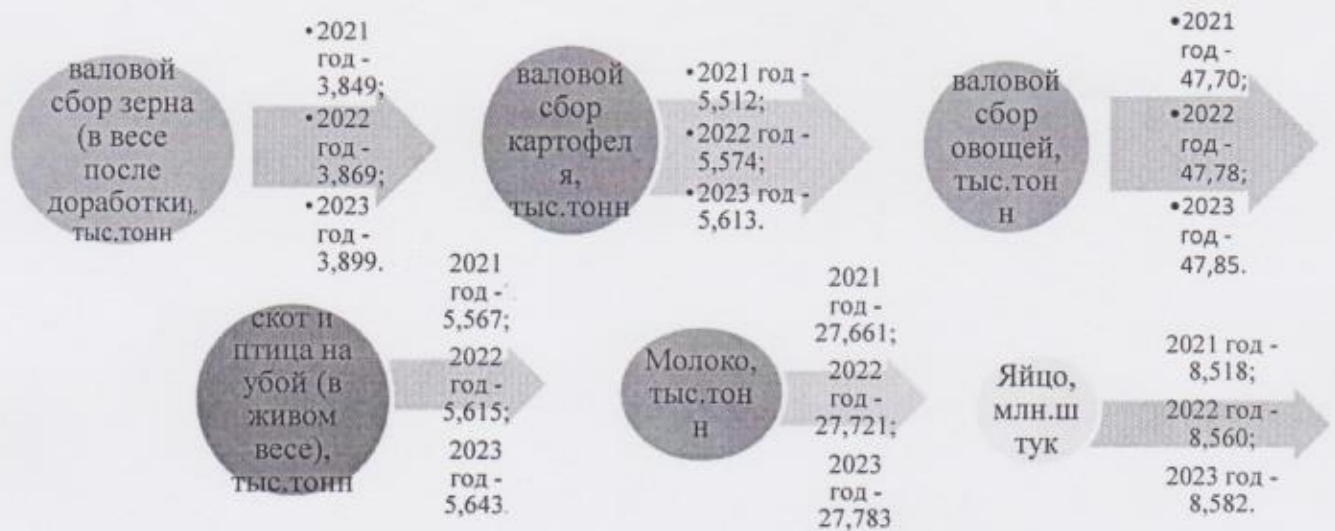 валовой
сбор зерна
(в весе
после
доработки),
тыс.тонн
•2021
год -
3,849;
•2022
год -
3,869;
•2023
год -
3,899.
валовой
сбор
картофел
я,
тыс.тонн
•2021 год -
5,512;
•2022 год -
5,574;
•2023 год -
5,613.
валовой
сбор
овощей,
тыс.тон
н
•2021
год -
47,70;
•2022
год -
47,78;
•2023
год -
47,85.
скот и
птица на
убой (в
живом
весе),
тыс.тонн
2021
год -
5,567;
2022
год -
5,615;
2023
год -
5,643.
Молоко,
тыс.тон
н
2021
год -
27,661;
2022
год -
27,721;
2023
год -
27,783
Яйцо,
млн.ш
тук
2021 год -
8,518;
2022 год -
8,560;
2023 год -
8,582.